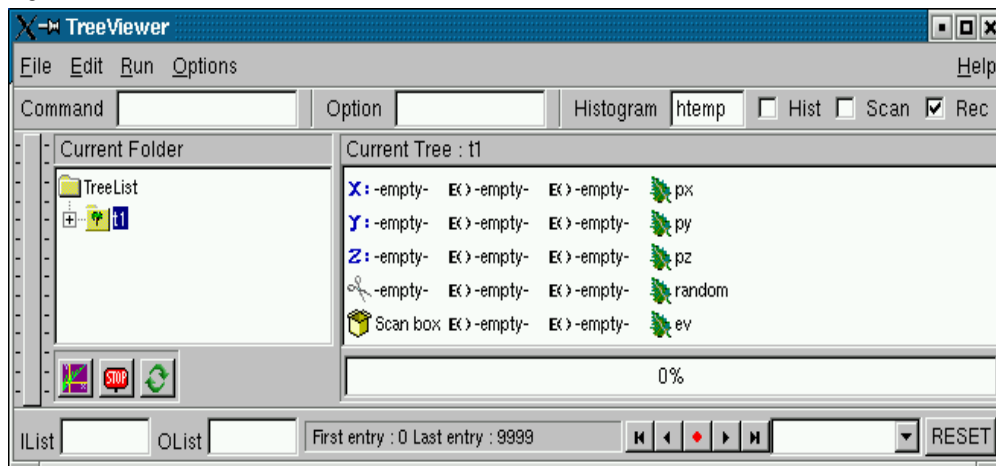 TreeViewer
File Edit Run Options Help
Command Option Histogram htemp Hist Scan Rec
Current Folder Current Tree : t1
TreeList
t1
X: -empty- E() -empty- E() -empty- px
Y: -empty- E() -empty- E() -empty- py
Z: -empty- E() -empty- E() -empty- pz
-empty- E() -empty- E() -empty- random
Scan box E() -empty- E() -empty- ev
STOP 0%
IList OList First entry : 0 Last entry : 9999 RESET